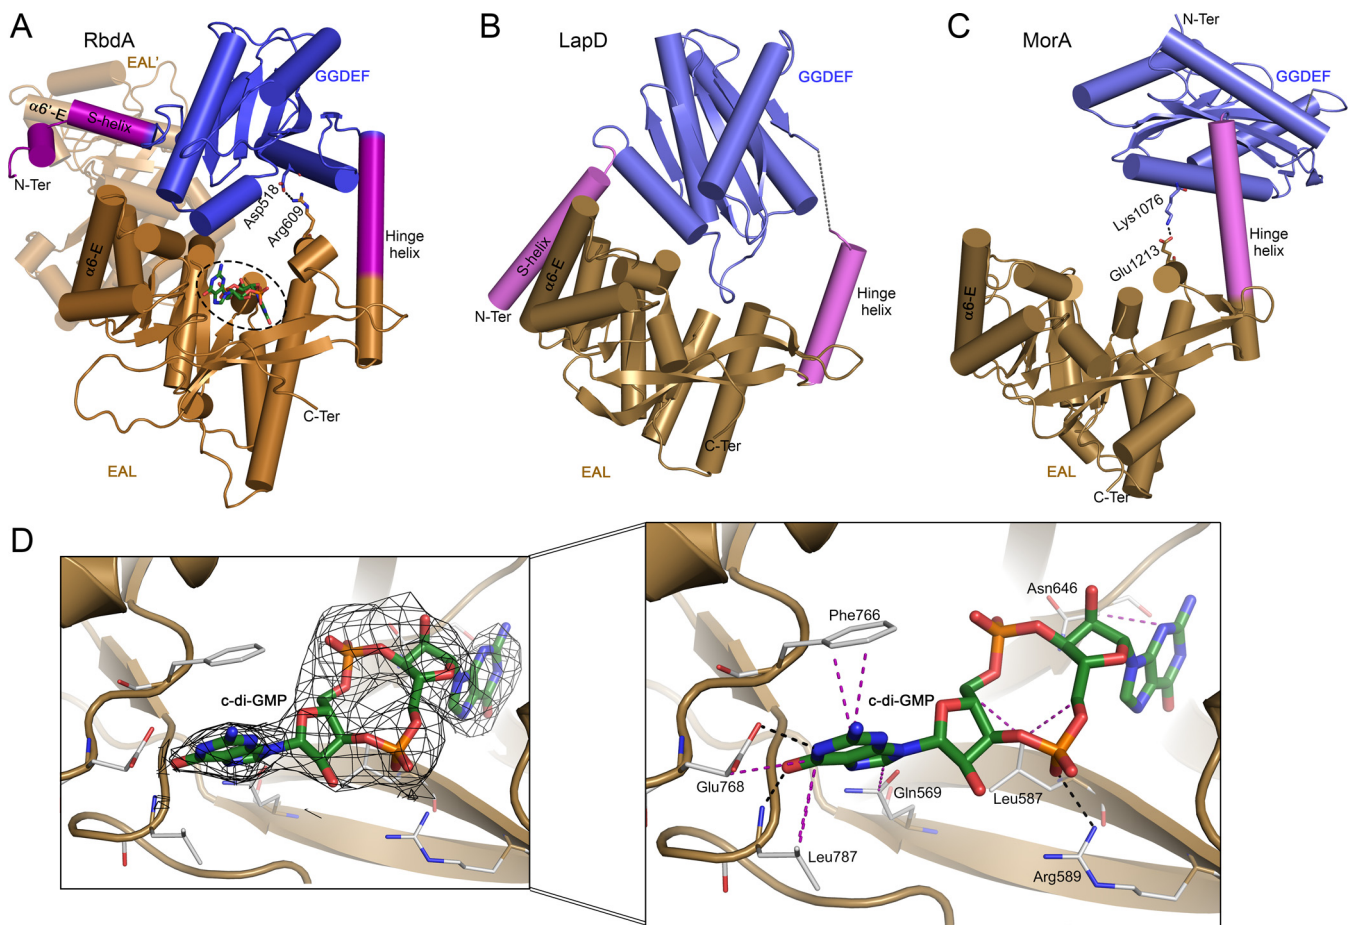 A
RbdA
EAL'
GGDEF
α6'-E
S-helix
N-Ter
Asp518
Arg609
α6-E
Hinge
helix
C-Ter
EAL
B
LapD
GGDEF
S-helix
α6-E
N-Ter
Hinge
helix
C-Ter
EAL
C
N-Ter
MorA
GGDEF
Lys1076
Hinge
helix
Glu1213
α6-E
EAL
C-Ter
D
c-di-GMP
Asn646
Phe766
c-di-GMP
Glu768
Gln569
Leu587
Leu787
Arg589